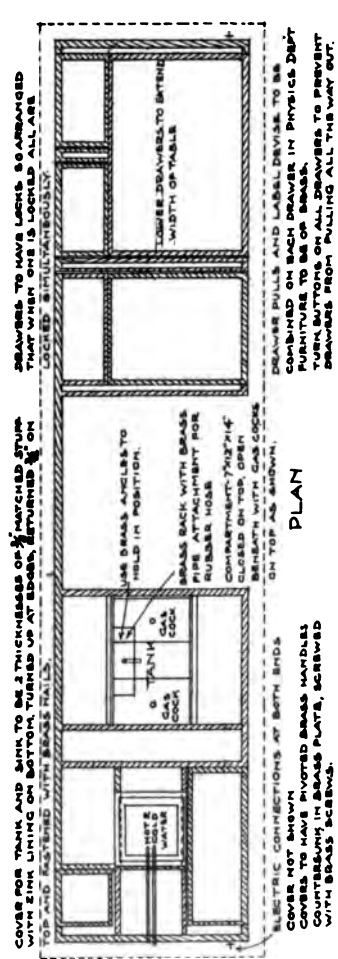 COVER FOR TANK AND SINK TO BE 2 THICKNESSES OF ⅞" MATCHED STUFF
WITH ZINK LINING ON BOTTOM, TURNED UP AT EDGES, RETURNED ON
TOP AND FASTENED WITH BRASS NAILS.
DRAWERS TO HAVE LOCKS SO ARRANGED
THAT WHEN ONE IS LOCKED ALL ARE
LOCKED SIMULTANEOUSLY.
HOT & COLD
WATER
GAS
COCK
TANK
GAS
COCK
USE BRASS ANGLES TO
HOLD IN POSITION.
BRASS RACK WITH BRASS
PIPE ATTACHMENT FOR
RUBBER HOSE
COMPARTMENT-7"X12"X14"
CLOSED ON TOP, OPEN
BENEATH WITH GAS COCKS
ON TOP AS SHOWN.
LOWER DRAWERS TO EXTEND
WIDTH OF TABLE
ELECTRIC CONNECTIONS AT BOTH ENDS
COVER NOT SHOWN
COVERS TO HAVE PIVOTED BRASS HANDLES
COUNTERSUNK IN BRASS PLATE, SCREWED
WITH BRASS SCREWS.
PLAN
DRAWER PULLS AND LABEL DEVISE TO BE
COMBINED ON EACH DRAWER IN PHYSICS DEPT
FURNITURE TO BE OF BRASS.
TURN BUTTONS ON ALL DRAWERS TO PREVENT
DRAWERS FROM PULLING ALL THE WAY OUT.